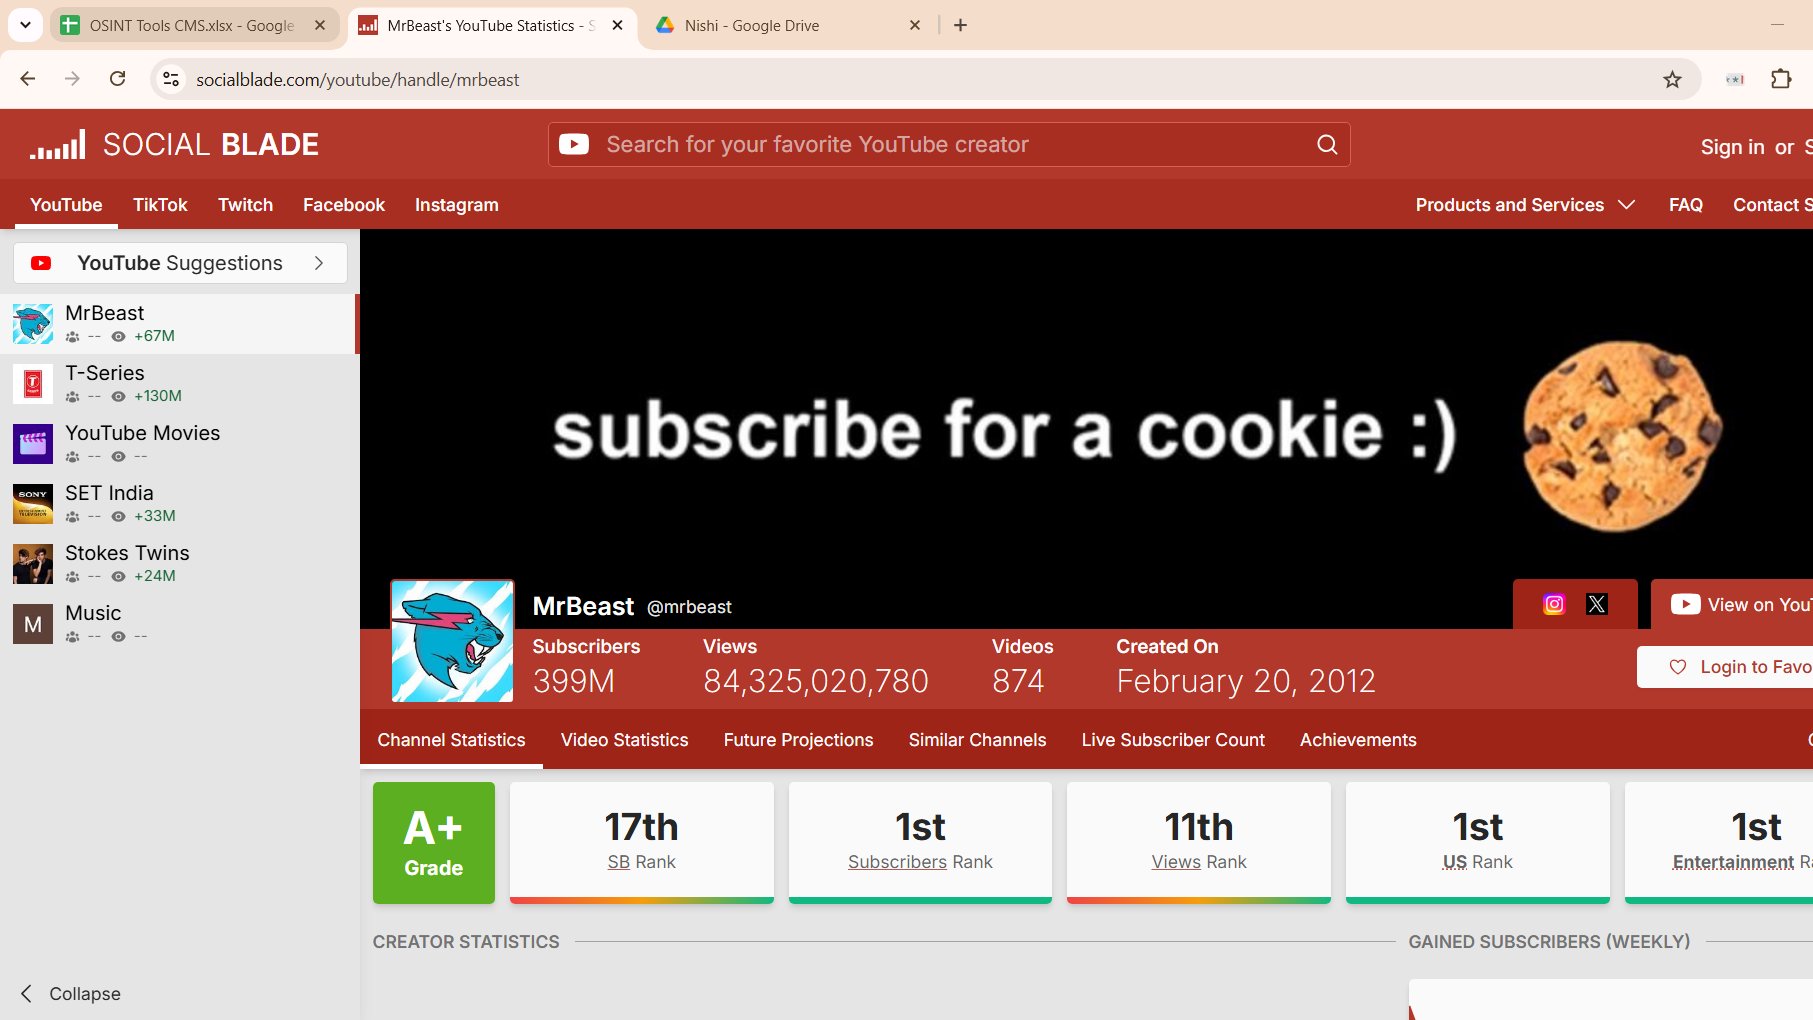 OSINT Tools CMS.xlsx - Google
MrBeast's YouTube Statistics - S
Nishi - Google Drive
socialblade.com/youtube/handle/mrbeast
SOCIAL BLADE
Search for your favorite YouTube creator
Sign in or S
YouTube TikTok Twitch Facebook Instagram
Products and Services FAQ Contact S
YouTube Suggestions
MrBeast
-- +67M
T-Series
-- +130M
YouTube Movies
-- --
SET India
-- +33M
Stokes Twins
-- +24M
M
Music
-- --
Collapse
subscribe for a cookie :)
MrBeast @mrbeast
View on YouT
Subscribers Views Videos Created On
399M 84,325,020,780 874 February 20, 2012
Login to Favo
Channel Statistics Video Statistics Future Projections Similar Channels Live Subscriber Count Achievements
A+
Grade
17th
SB Rank
1st
Subscribers Rank
11th
Views Rank
1st
US Rank
1st
Entertainment Ra
CREATOR STATISTICS
GAINED SUBSCRIBERS (WEEKLY)